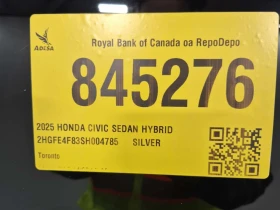 ADESA
Royal Bank of Canada oa RepoDepo
845276
2025 HONDA CIVIC SEDAN HYBRID
2HGFE4F83SH004785 SILVER
Toronto